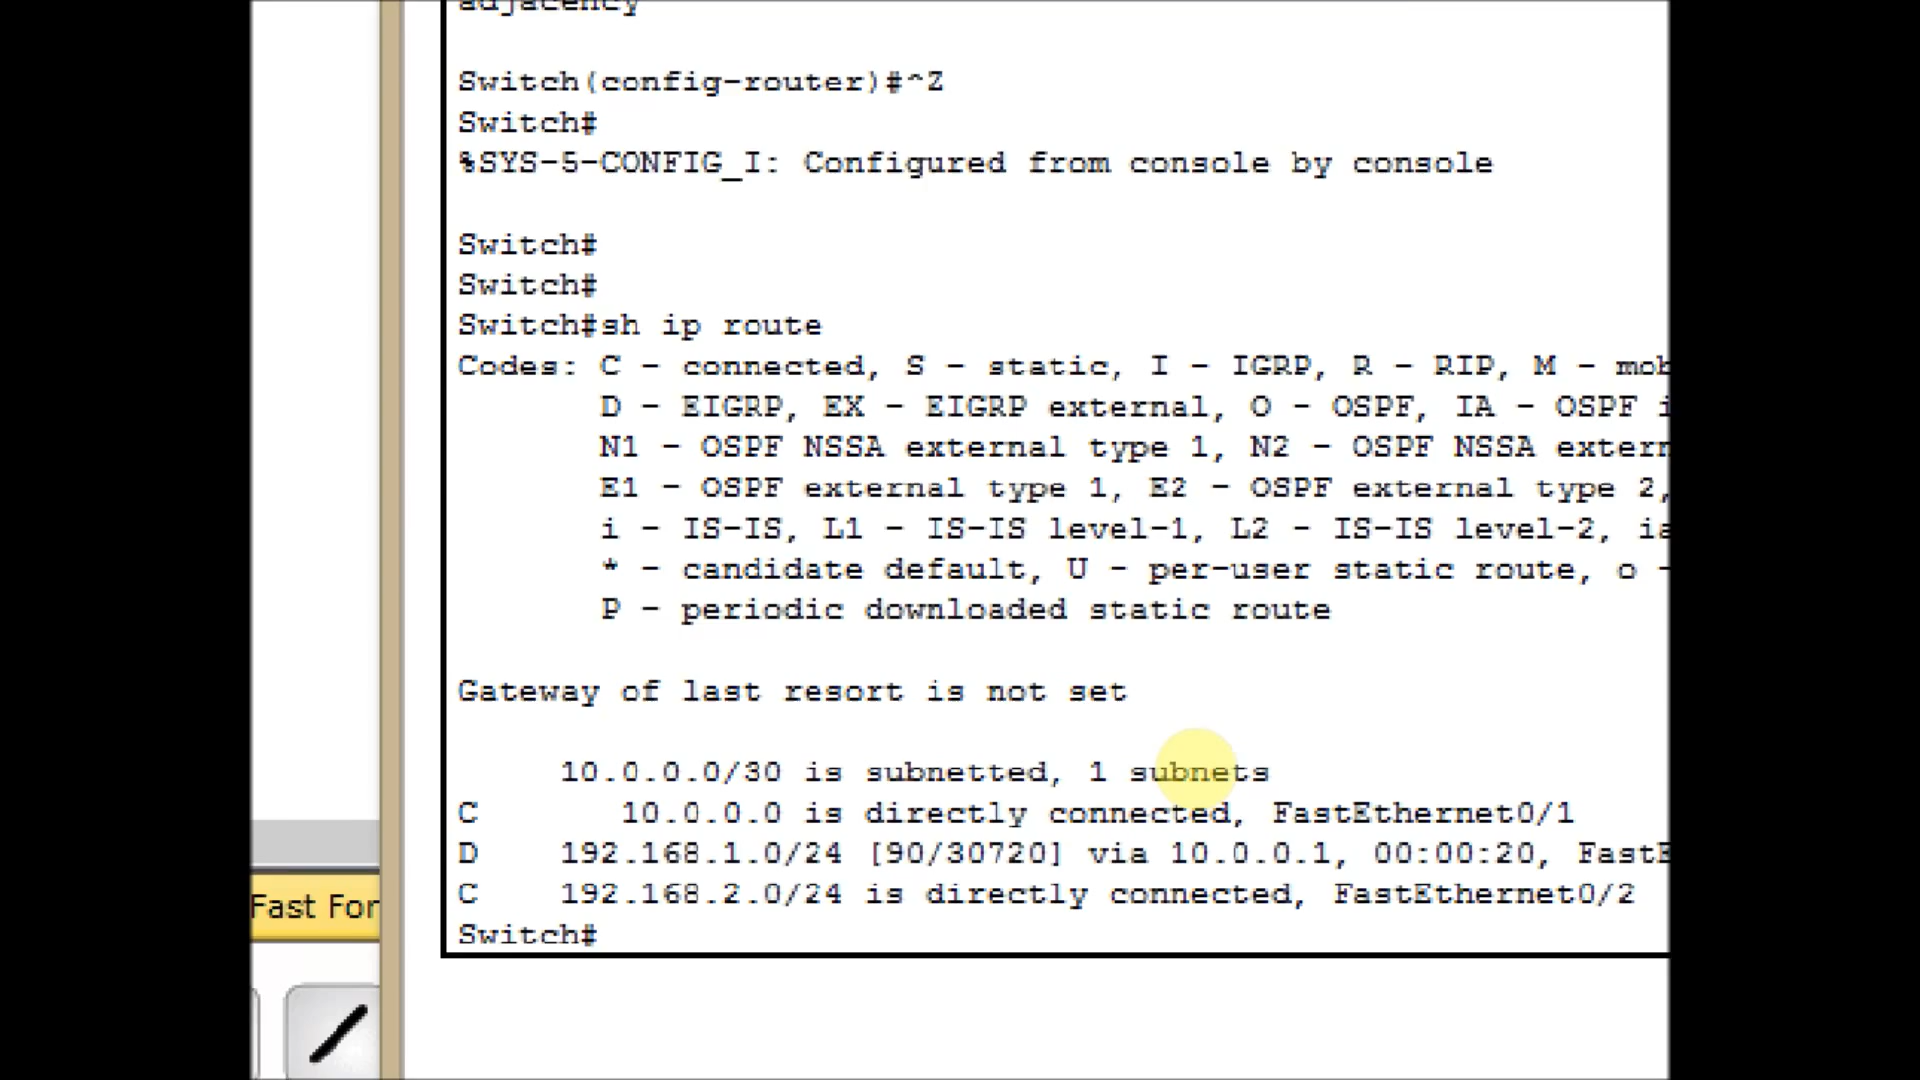 adjacency
Switch(config-router)#^Z
Switch#
%SYS-5-CONFIG_I: Configured from console by console
Switch#
Switch#
Switch#sh ip route
Codes: C - connected, S - static, I - IGRP, R - RIP, M - mob
D - EIGRP, EX - EIGRP external, O - OSPF, IA - OSPF i
N1 - OSPF NSSA external type 1, N2 - OSPF NSSA extern
E1 - OSPF external type 1, E2 - OSPF external type 2,
i - IS-IS, L1 - IS-IS level-1, L2 - IS-IS level-2, ia
* - candidate default, U - per-user static route, o -
P - periodic downloaded static route
Gateway of last resort is not set
10.0.0.0/30 is subnetted, 1 subnets
C 10.0.0.0 is directly connected, FastEthernet0/1
D 192.168.1.0/24 [90/30720] via 10.0.0.1, 00:00:20, FastE
C 192.168.2.0/24 is directly connected, FastEthernet0/2
Switch#
Fast For